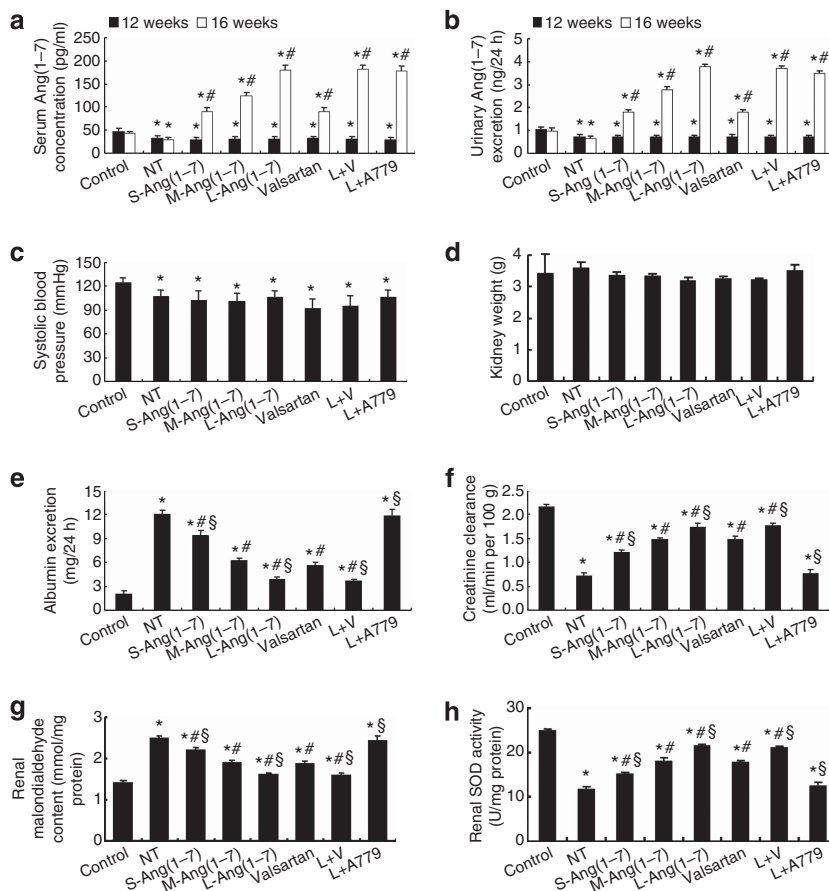 a
■ 12 weeks □ 16 weeks
Serum Ang(1–7)
concentration (pg/ml)
250
200
150
100
50
0
* * * *# * *# * *# * *# * *# * *#
Control
NT
S-Ang(1–7)
M-Ang(1–7)
L-Ang(1–7)
Valsartan
L+V
L+A779
b
■ 12 weeks □ 16 weeks
Urinary Ang(1–7)
excretion (ng/24 h)
5
4
3
2
1
0
* * * *# * *# * *# * *# * *# * *#
Control
NT
S-Ang(1–7)
M-Ang(1–7)
L-Ang(1–7)
Valsartan
L+V
L+A779
c
Systolic blood
pressure (mmHg)
150
120
90
60
30
0
* * * * * * *
Control
NT
S-Ang(1–7)
M-Ang(1–7)
L-Ang(1–7)
Valsartan
L+V
L+A779
d
Kidney weight (g)
5
4
3
2
1
0
Control
NT
S-Ang(1–7)
M-Ang(1–7)
L-Ang(1–7)
Valsartan
L+V
L+A779
e
Albumin excretion
(mg/24 h)
15
12
9
6
3
0
* *#§ *# *#§ *# *#§ *§
Control
NT
S-Ang(1–7)
M-Ang(1–7)
L-Ang(1–7)
Valsartan
L+V
L+A779
f
Creatinine clearance
(ml/min per 100 g)
2.5
2.0
1.5
1.0
0.5
0.0
* *#§ *# *#§ *# *#§ *§
Control
NT
S-Ang(1–7)
M-Ang(1–7)
L-Ang(1–7)
Valsartan
L+V
L+A779
g
Renal
malondialdehyde
content (mmol/mg
protein)
3
2
1
0
* *#§ *# *#§ *# *#§ *§
Control
NT
S-Ang(1–7)
M-Ang(1–7)
L-Ang(1–7)
Valsartan
L+V
L+A779
h
Renal SOD activity
(U/mg protein)
30
20
10
0
* *#§ *# *#§ *# *#§ *§
Control
NT
S-Ang(1–7)
M-Ang(1–7)
L-Ang(1–7)
Valsartan
L+V
L+A779